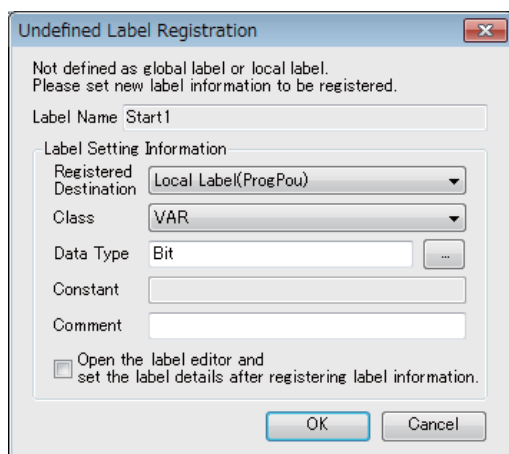 Undefined Label Registration
Not defined as global label or local label.
Please set new label information to be registered.
Label Name Start1
Label Setting Information
Registered
Destination
Local Label(ProgPou)
Class VAR
Data Type Bit ...
Constant
Comment
Open the label editor and
set the label details after registering label information.
OK Cancel